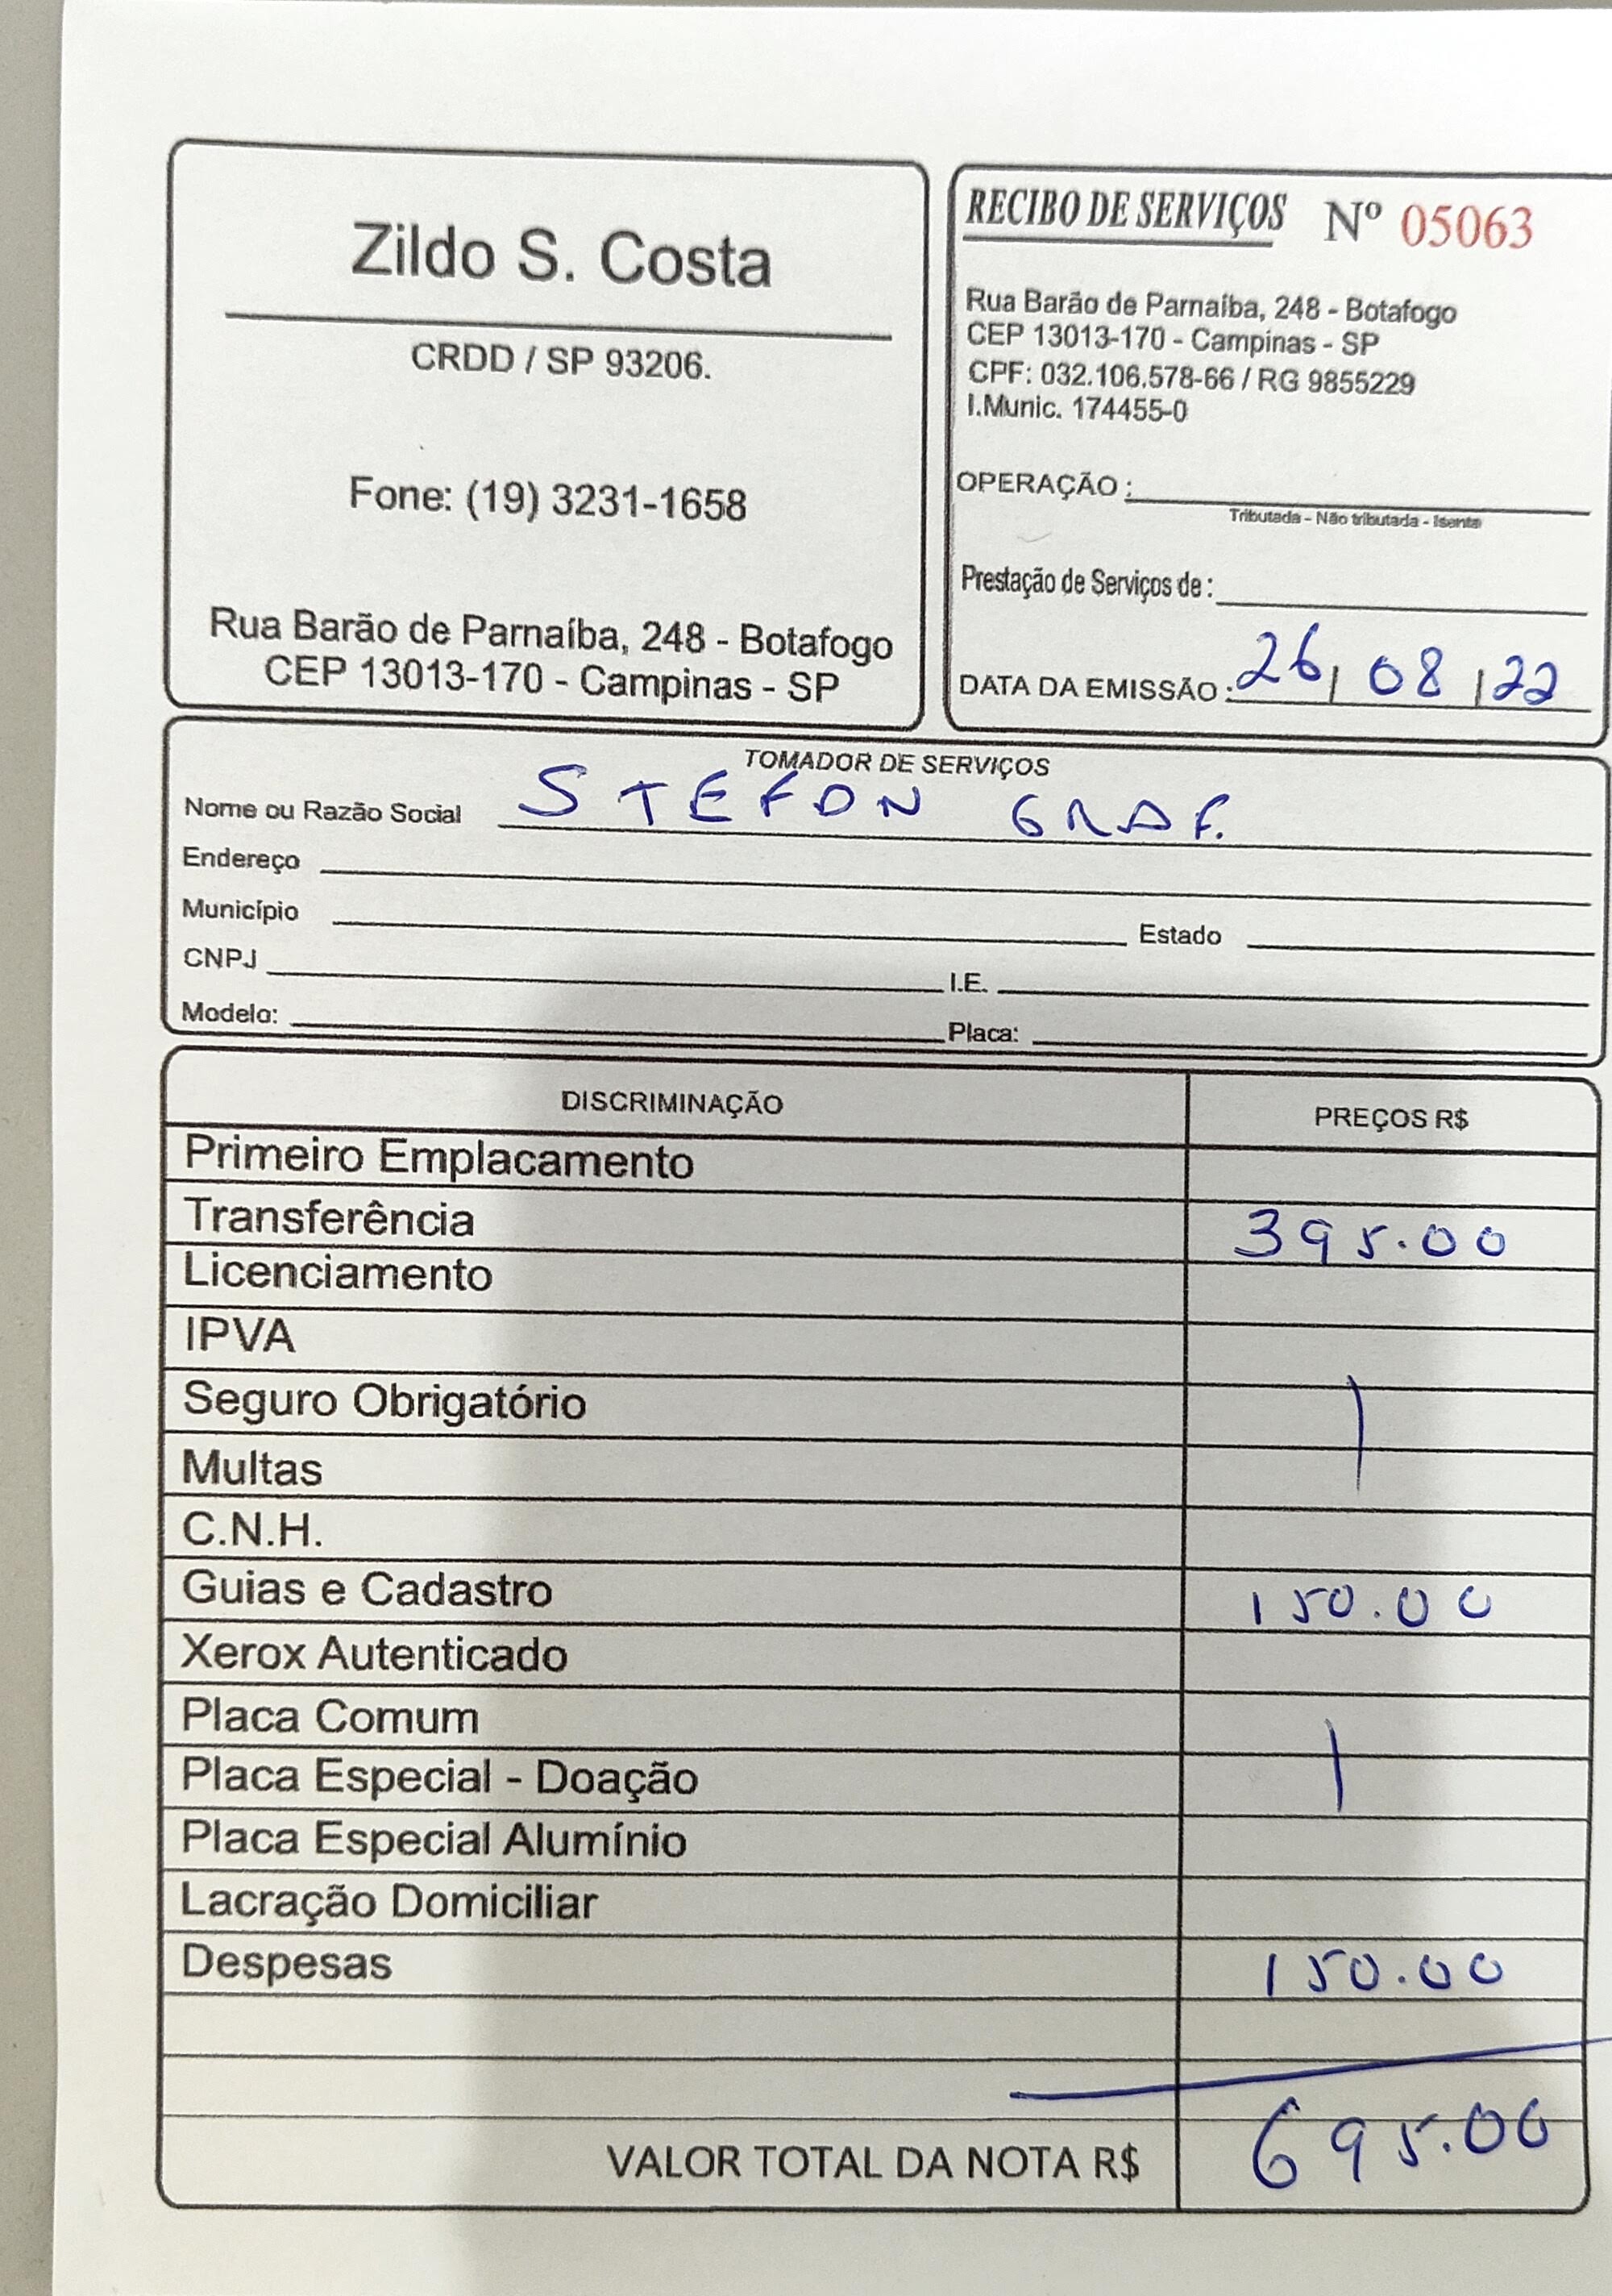 Zildo S. Costa
CRDD / SP 93206.
Fone: (19) 3231-1658
Rua Barão de Parnaíba, 248 - Botafogo
CEP 13013-170 - Campinas - SP
RECIBO DE SERVIÇOS Nº 05063
Rua Barão de Parnaíba, 248 - Botafogo
CEP 13013-170 - Campinas - SP
CPF: 032.106.578-66 / RG 9855229
I.Munic. 174455-0
OPERAÇÃO :
Tributada - Não tributada - Isenta
Prestação de Serviços de :
DATA DA EMISSÃO : 26/ 08 /22
TOMADOR DE SERVIÇOS
Nome ou Razão Social STEFON GRAF.
Endereço
Município Estado
CNPJ I.E.
Modelo: Placa:
DISCRIMINAÇÃO PREÇOS R$
Primeiro Emplacamento
Transferência 395.00
Licenciamento
IPVA
Seguro Obrigatório
Multas
C.N.H.
Guias e Cadastro 150.00
Xerox Autenticado
Placa Comum
Placa Especial - Doação
Placa Especial Alumínio
Lacração Domiciliar
Despesas 150.00
VALOR TOTAL DA NOTA R$ 695.00